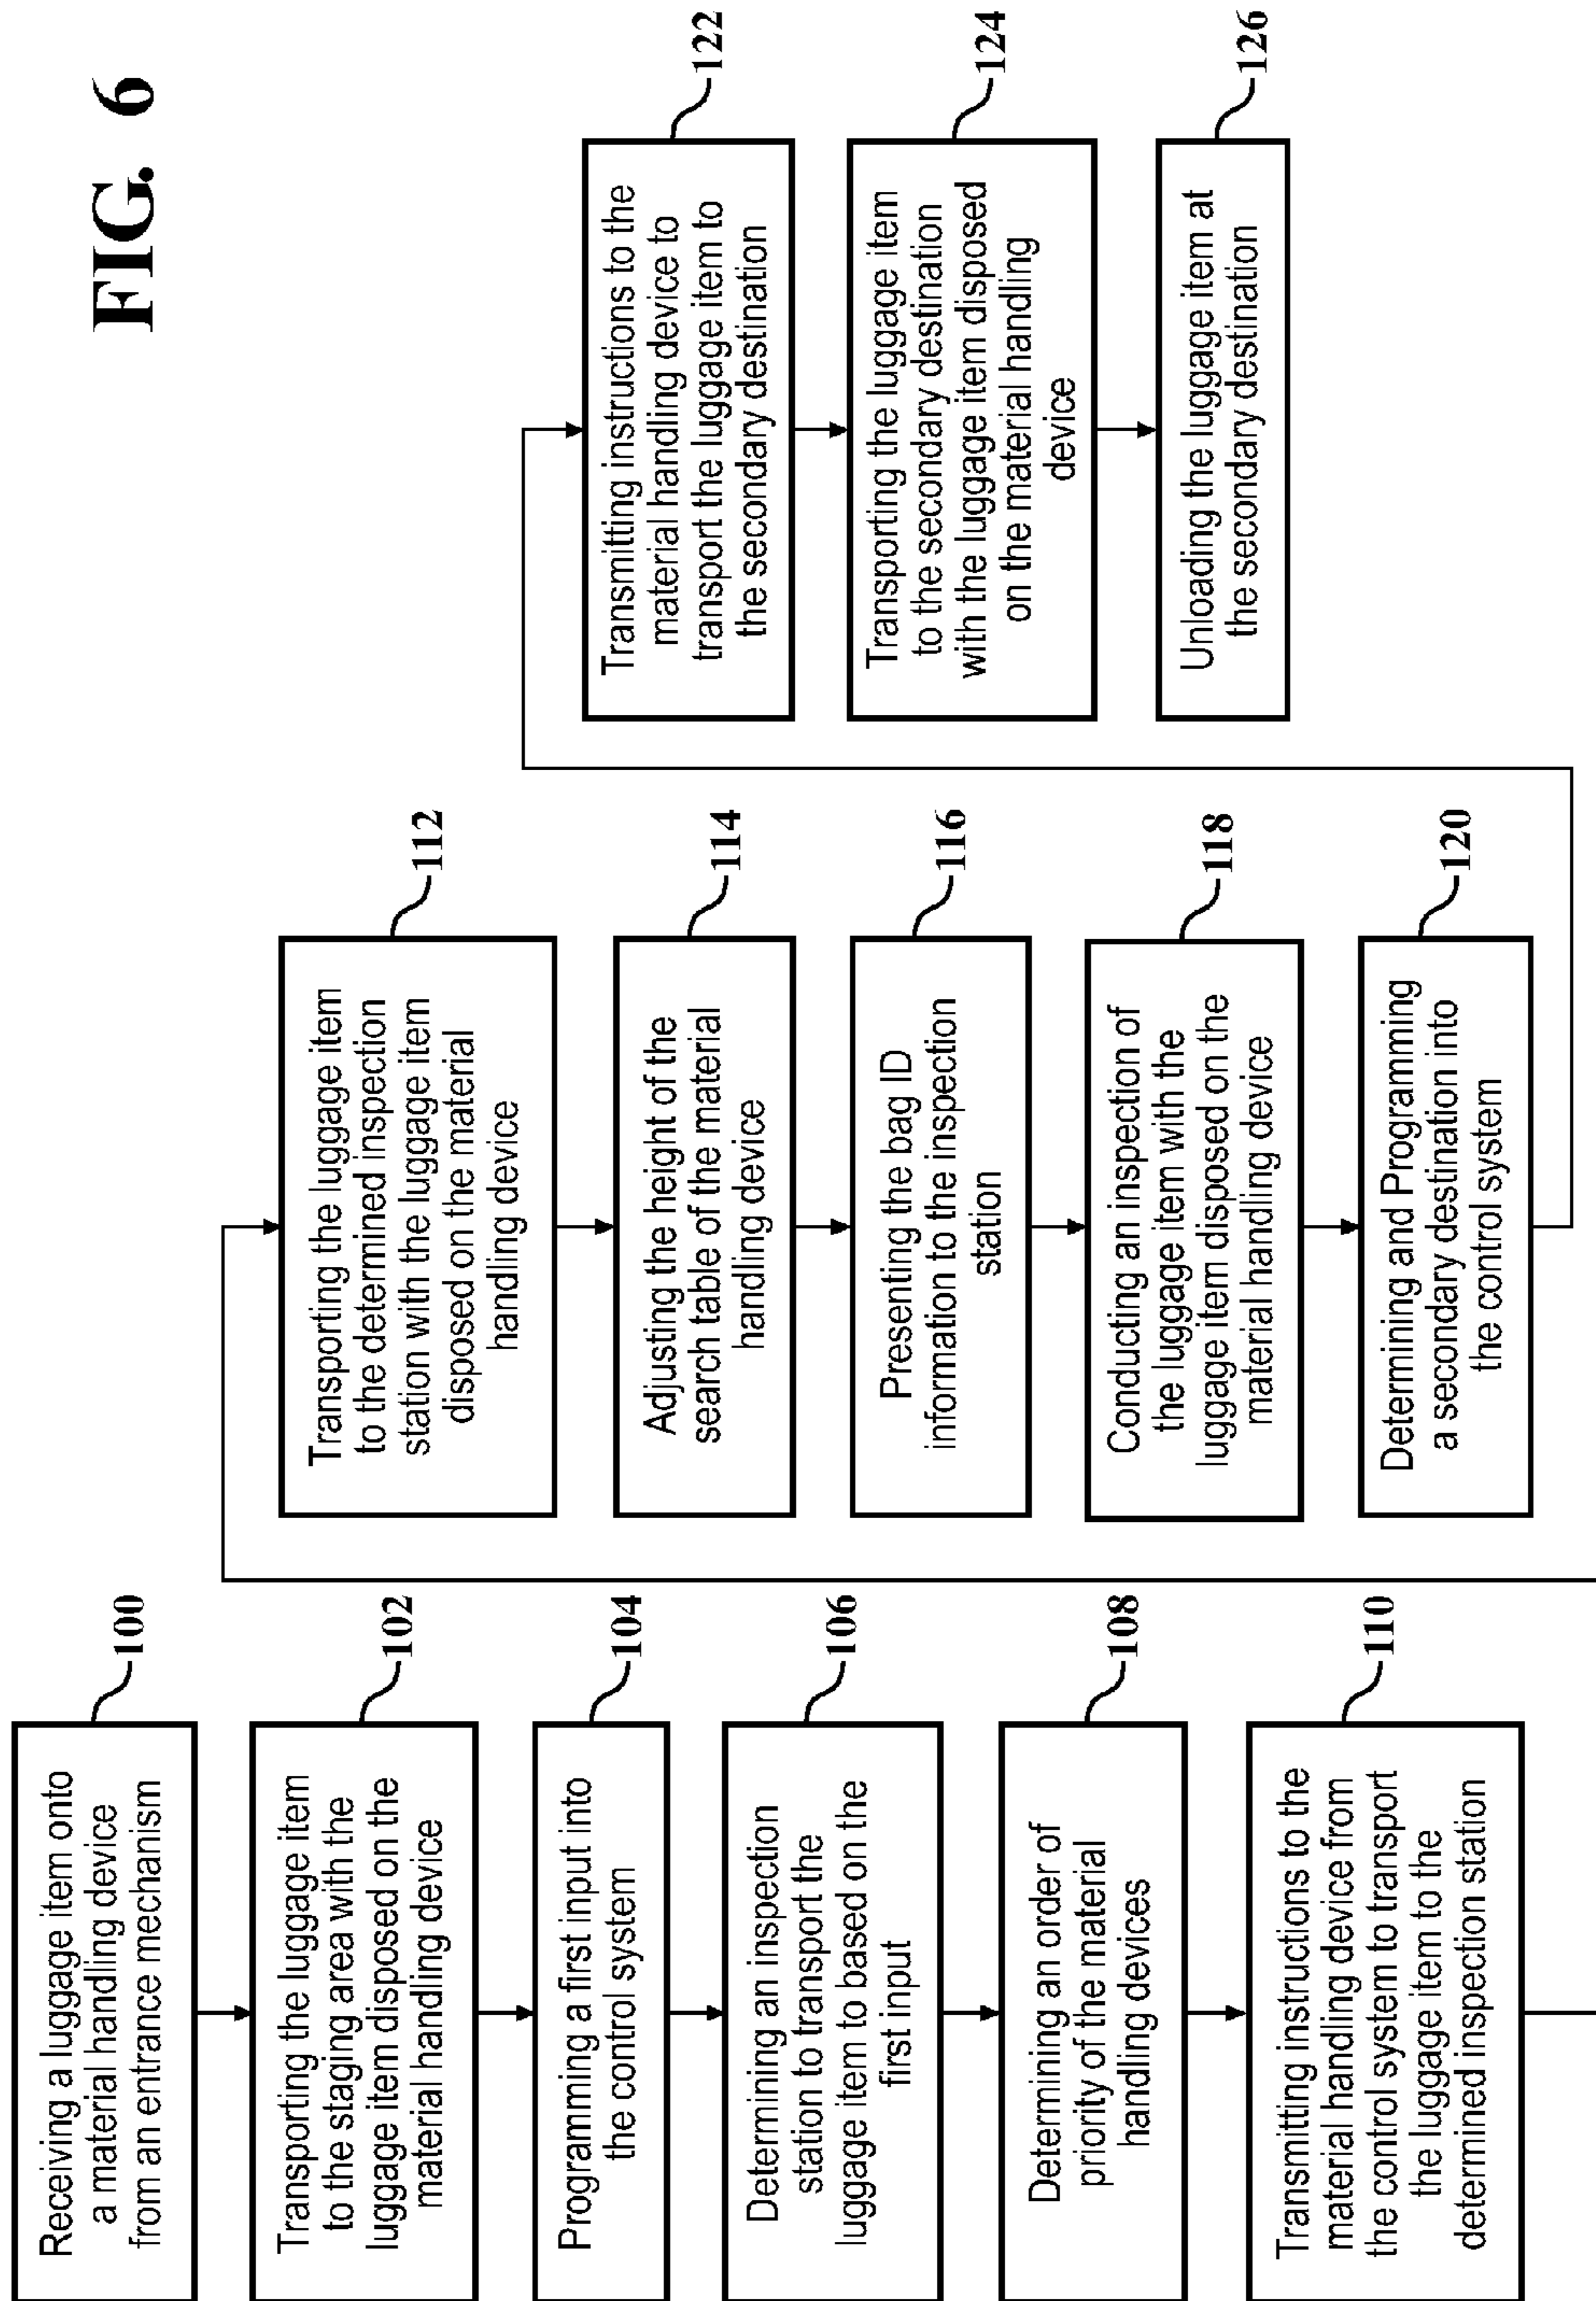 FIG. 6
Receiving a luggage item onto
a material handling device
from an entrance mechanism
100
Transporting the luggage item
to the staging area with the
luggage item disposed on the
material handling device
102
Programming a first input into
the control system
104
Determining an inspection
station to transport the
luggage item to based on the
first input
106
Determining an order of
priority of the material
handling devices
108
Transmitting instructions to the
material handling device from
the control system to transport
the luggage item to the
determined inspection station
110
Transporting the luggage item
to the determined inspection
station with the luggage item
disposed on the material
handling device
112
Adjusting the height of the
search table of the material
handling device
114
Presenting the bag ID
information to the inspection
station
116
Conducting an inspection of
the luggage item with the
luggage item disposed on the
material handling device
118
Determining and Programming
a secondary destination into
the control system
120
Transmitting instructions to the
material handling device to
transport the luggage item to
the secondary destination
122
Transporting the luggage item
to the secondary destination
with the luggage item disposed
on the material handling
device
124
Unloading the luggage item at
the secondary destination
126